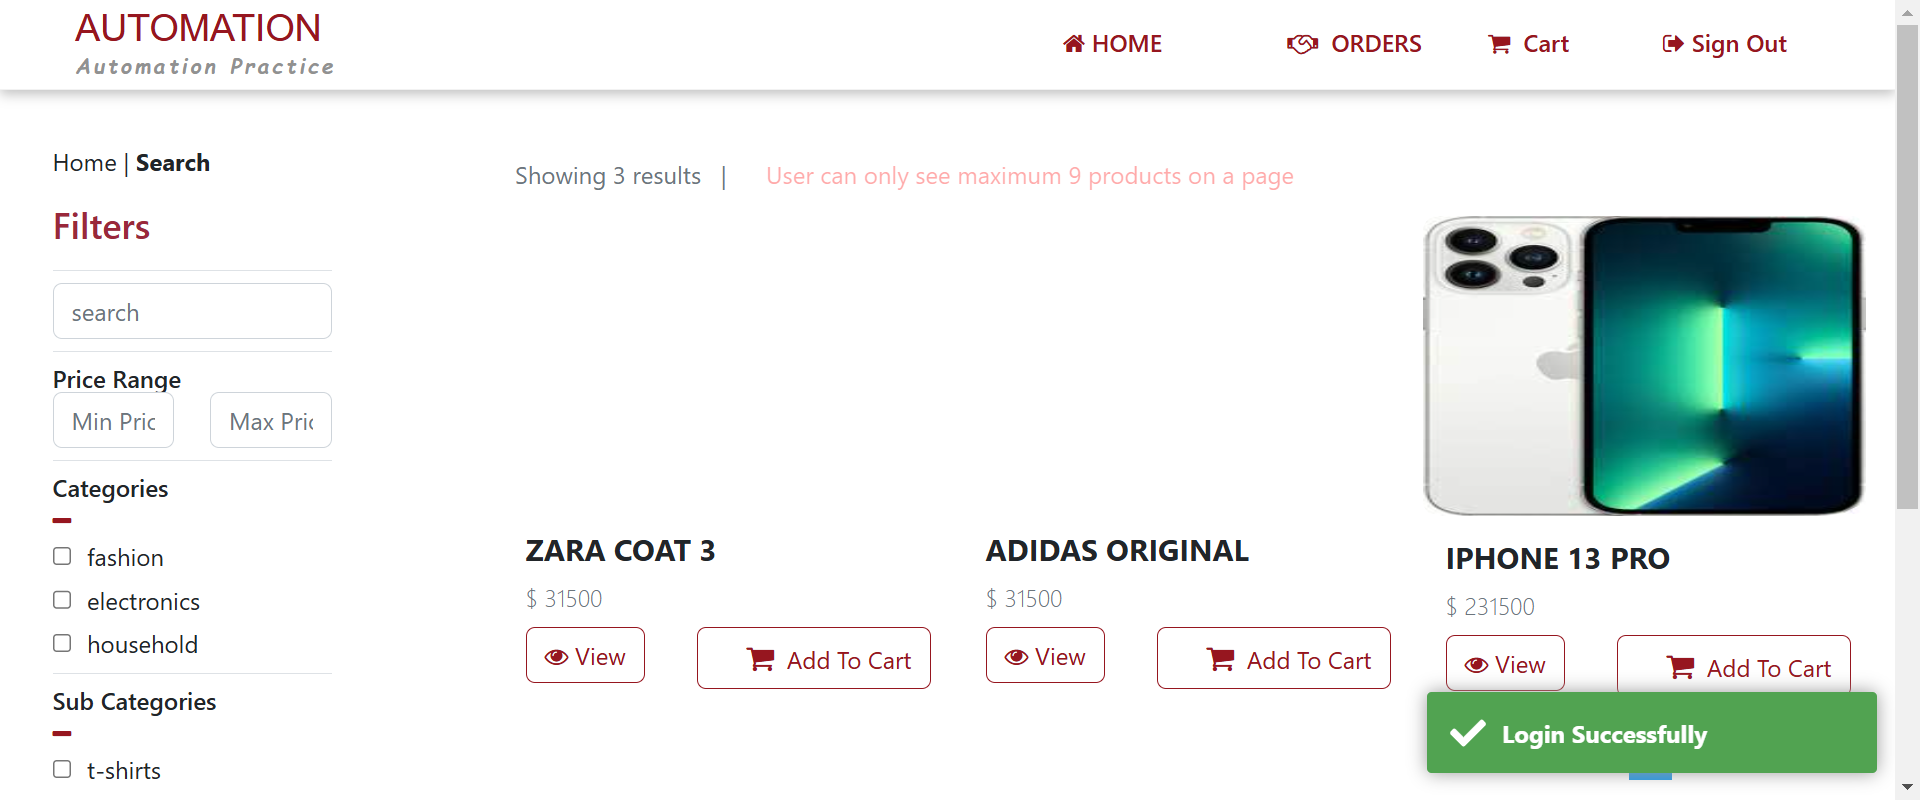 AUTOMATION
Automation Practice
HOME
ORDERS
Cart
Sign Out
Home | Search
Showing 3 results |
User can only see maximum 9 products on a page
Filters
search
Price Range
Min Pric
Max Pric
Categories
fashion
electronics
household
Sub Categories
t-shirts
ZARA COAT 3
$ 31500
View
Add To Cart
ADIDAS ORIGINAL
$ 31500
View
Add To Cart
IPHONE 13 PRO
$ 231500
View
Add To Cart
Login Successfully